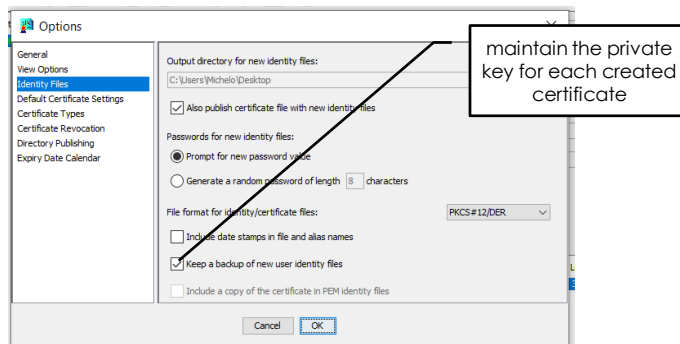 Options
maintain the private
key for each created
certificate
General
View Options
Identity Files
Default Certificate Settings
Certificate Types
Certificate Revocation
Directory Publishing
Expiry Date Calendar
Output directory for new identity files:
C:\Users\Michelo\Desktop
Also publish certificate file with new identity files
Passwords for new identity files:
Prompt for new password value
Generate a random password of length 8 characters
File format for identity/certificate files: PKCS#12/DER
Include date stamps in file and alias names
Keep a backup of new user identity files
Include a copy of the certificate in PEM identity files
Cancel OK